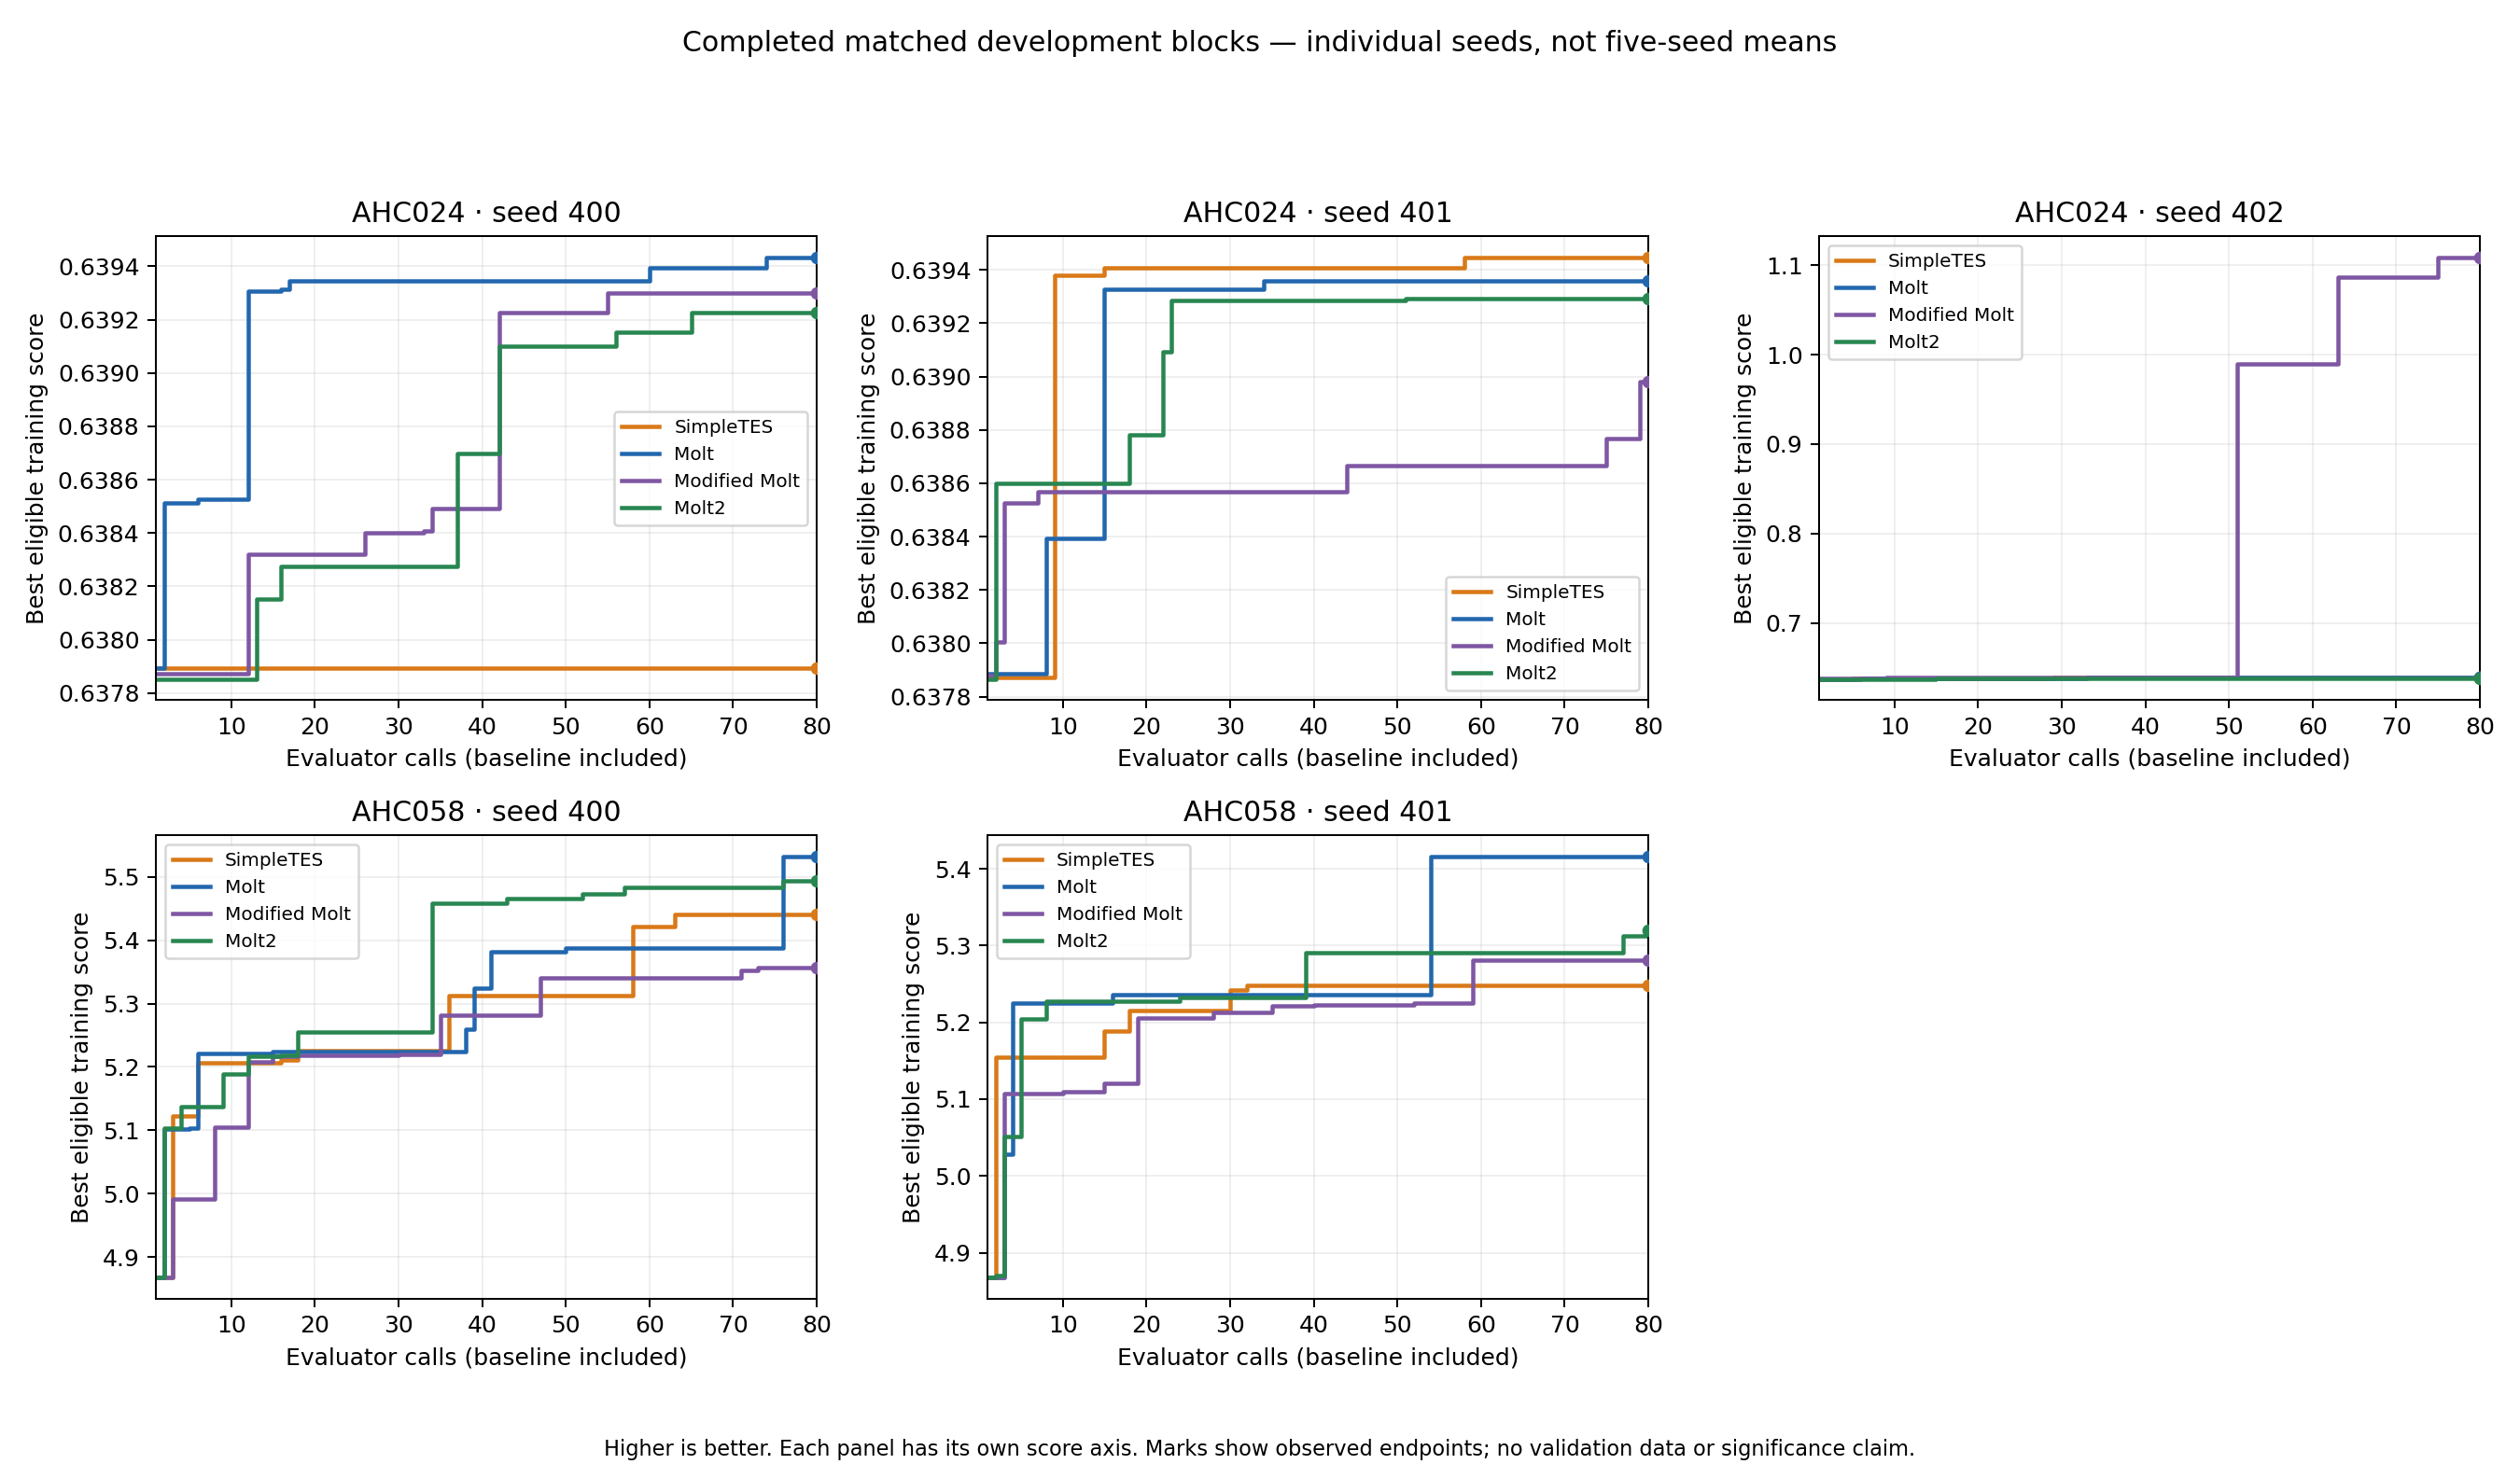 Completed matched development blocks — individual seeds, not five-seed means
AHC024 · seed 400
Best eligible training score
0.6394
0.6392
0.6390
0.6388
0.6386
0.6384
0.6382
0.6380
0.6378
SimpleTES
Molt
Modified Molt
Molt2
10 20 30 40 50 60 70 80
Evaluator calls (baseline included)
AHC024 · seed 401
Best eligible training score
0.6394
0.6392
0.6390
0.6388
0.6386
0.6384
0.6382
0.6380
0.6378
SimpleTES
Molt
Modified Molt
Molt2
10 20 30 40 50 60 70 80
Evaluator calls (baseline included)
AHC024 · seed 402
Best eligible training score
1.1
1.0
0.9
0.8
0.7
SimpleTES
Molt
Modified Molt
Molt2
10 20 30 40 50 60 70 80
Evaluator calls (baseline included)
AHC058 · seed 400
Best eligible training score
5.5
5.4
5.3
5.2
5.1
5.0
4.9
SimpleTES
Molt
Modified Molt
Molt2
10 20 30 40 50 60 70 80
Evaluator calls (baseline included)
AHC058 · seed 401
Best eligible training score
5.4
5.3
5.2
5.1
5.0
4.9
SimpleTES
Molt
Modified Molt
Molt2
10 20 30 40 50 60 70 80
Evaluator calls (baseline included)
Higher is better. Each panel has its own score axis. Marks show observed endpoints; no validation data or significance claim.